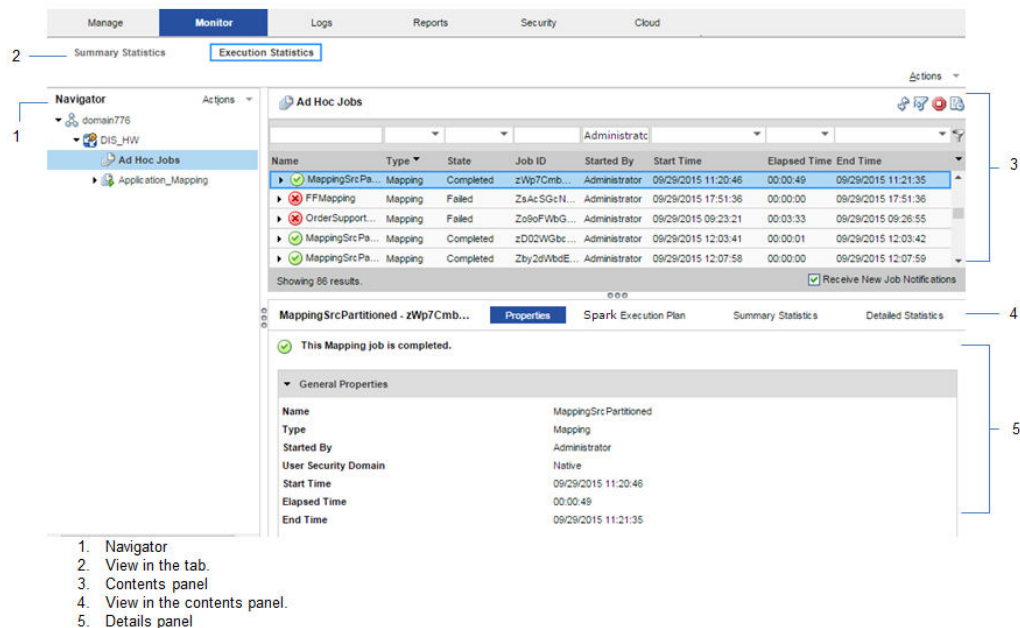 Manage Monitor Logs Reports Security Cloud
2 Summary Statistics Execution Statistics
Actions
Navigator Actions
1
domain776
DIS_HW
Ad Hoc Jobs
Application_Mapping
Ad Hoc Jobs
Administratc
3
Name Type State Job ID Started By Start Time Elapsed Time End Time
MappingSrcPa... Mapping Completed zWp7Cmb... Administrator 09/29/2015 11:20:46 00:00:49 09/29/2015 11:21:35
FFMapping Mapping Failed ZsAcSGcN... Administrator 09/29/2015 17:51:36 00:00:00 09/29/2015 17:51:36
OrderSupport... Mapping Failed Zo9oFWbG... Administrator 09/29/2015 09:23:21 00:03:33 09/29/2015 09:26:55
MappingSrcPa... Mapping Completed zD02WGbc... Administrator 09/29/2015 12:03:41 00:00:01 09/29/2015 12:03:42
MappingSrcPa... Mapping Completed Zby2dWbdE... Administrator 09/29/2015 12:07:58 00:00:00 09/29/2015 12:07:59
Showing 86 results. Receive New Job Notifications
MappingSrcPartitioned - zWp7Cmb... Properties Spark Execution Plan Summary Statistics Detailed Statistics 4
This Mapping job is completed.
General Properties
Name MappingSrcPartitioned
Type Mapping
5
Started By Administrator
User Security Domain Native
Start Time 09/29/2015 11:20:46
Elapsed Time 00:00:49
End Time 09/29/2015 11:21:35
1. Navigator
2. View in the tab.
3. Contents panel
4. View in the contents panel.
5. Details panel